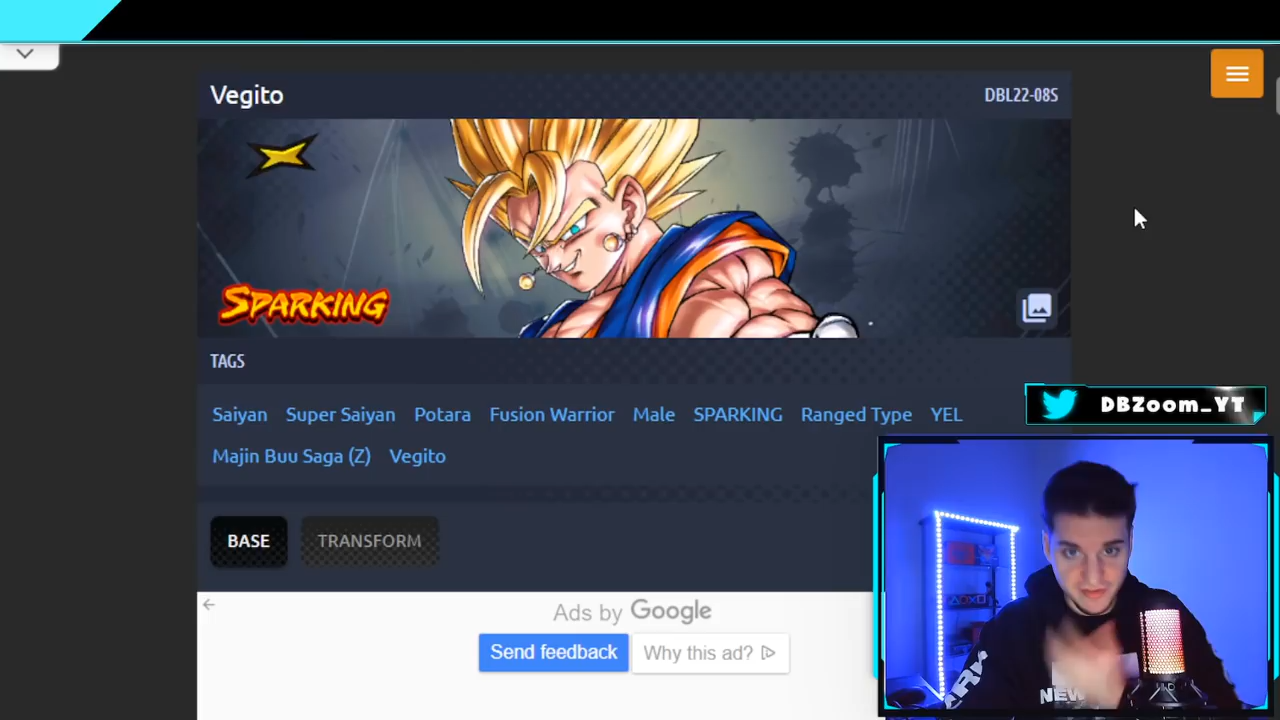 Vegito
DBL22-08S
SPARKING
TAGS
Saiyan Super Saiyan Potara Fusion Warrior Male SPARKING Ranged Type YEL
Majin Buu Saga (Z) Vegito
DBZoom_YT
BASE TRANSFORM
Ads by Google
Send feedback Why this ad?
NEW